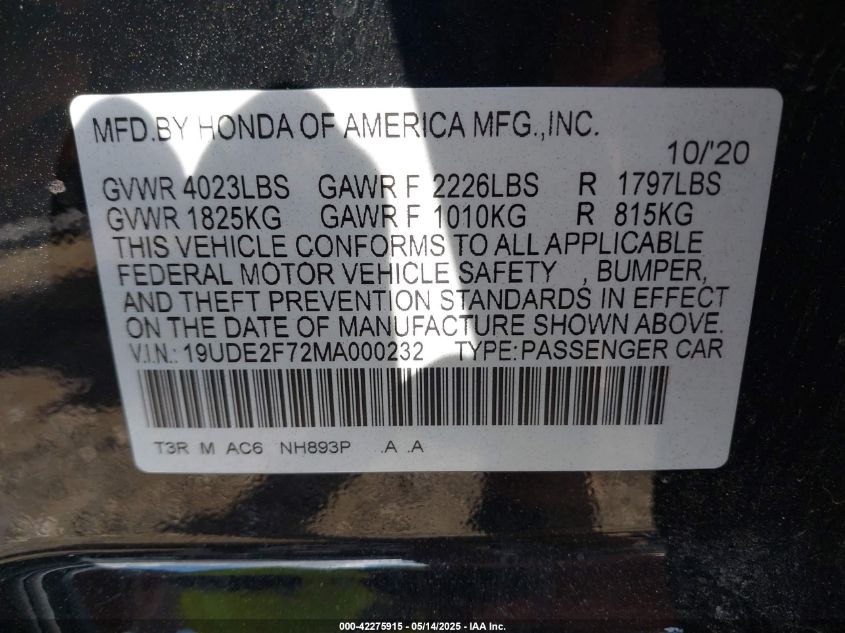 MFD.BY HONDA OF AMERICA MFG.,INC.
10/'20
GVWR 4023LBS GAWR F 2226LBS R 1797LBS
GVWR 1825KG GAWR F 1010KG R 815KG
THIS VEHICLE CONFORMS TO ALL APPLICABLE
FEDERAL MOTOR VEHICLE SAFETY , BUMPER,
AND THEFT PREVENTION STANDARDS IN EFFECT
ON THE DATE OF MANUFACTURE SHOWN ABOVE.
V.I.N.: 19UDE2F72MA000232 TYPE:PASSENGER CAR
T3R M AC6 NH893P .A .A
000-42275915 - 05/14/2025 - IAA Inc.